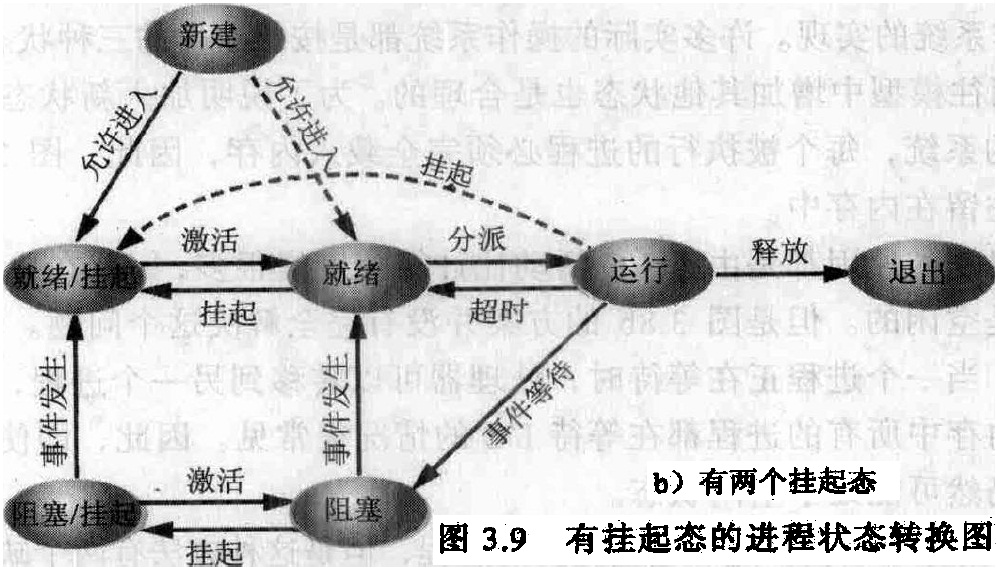 新建
允许进入
允许进入
挂起
激活
分派
释放
就绪/挂起
就绪
运行
退出
挂起
超时
事件发生
事件发生
事件等待
激活
阻塞/挂起
阻塞
挂起
b）有两个挂起态
图 3.9 有挂起态的进程状态转换图